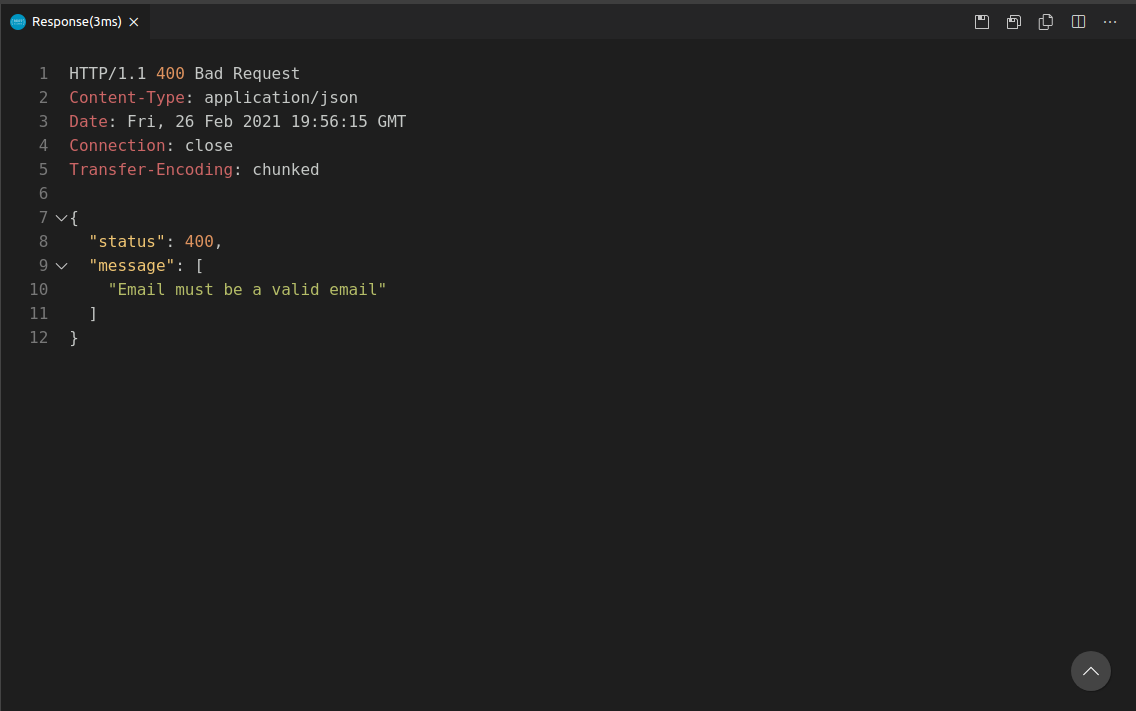 Response(3ms)
1 HTTP/1.1 400 Bad Request
2 Content-Type: application/json
3 Date: Fri, 26 Feb 2021 19:56:15 GMT
4 Connection: close
5 Transfer-Encoding: chunked
6
7 {
8 "status": 400,
9 "message": [
10 "Email must be a valid email"
11 ]
12 }